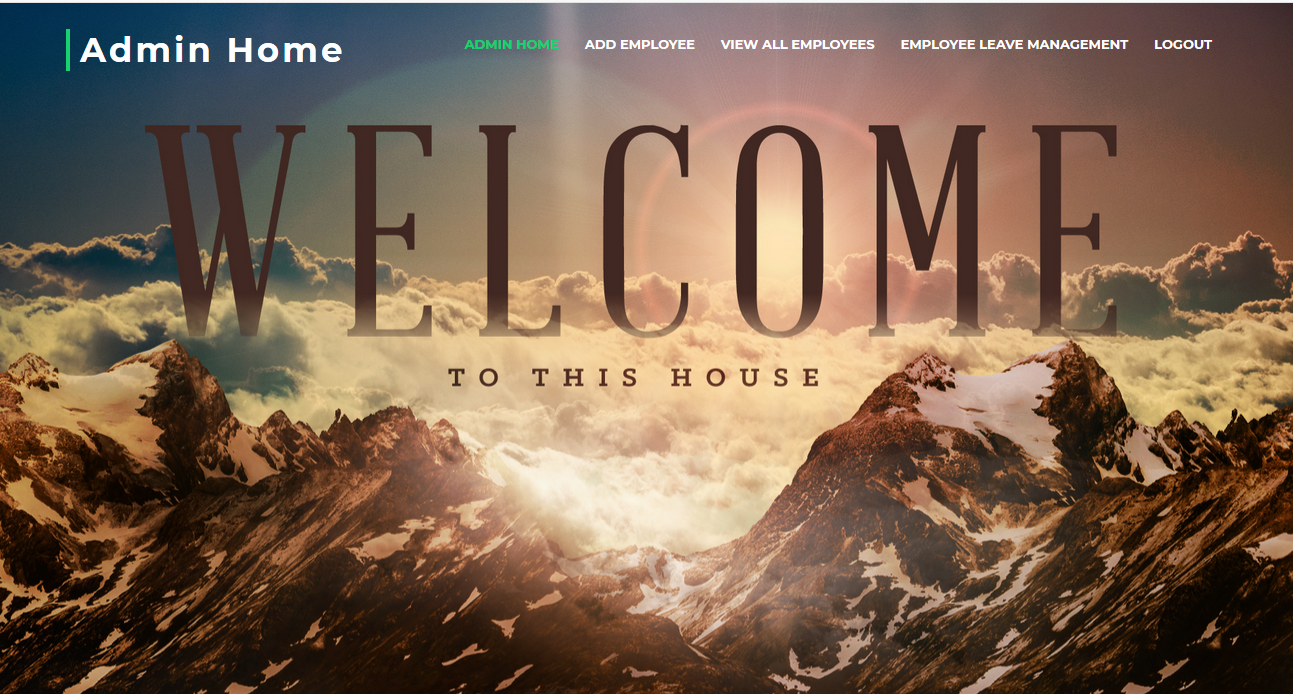 Admin Home
ADMIN HOME ADD EMPLOYEE VIEW ALL EMPLOYEES EMPLOYEE LEAVE MANAGEMENT LOGOUT
WELCOME
TO THIS HOUSE